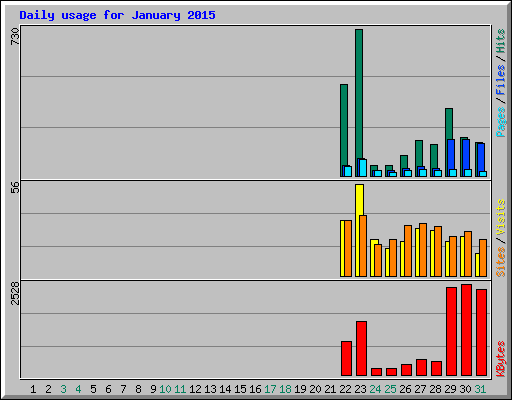 Daily usage for January 2015
730
56
2528
Pages / Files / Hits
Sites / Visits
KBytes
1 2 3 4 5 6 7 8 9 10 11 12 13 14 15 16 17 18 19 20 21 22 23 24 25 26 27 28 29 30 31